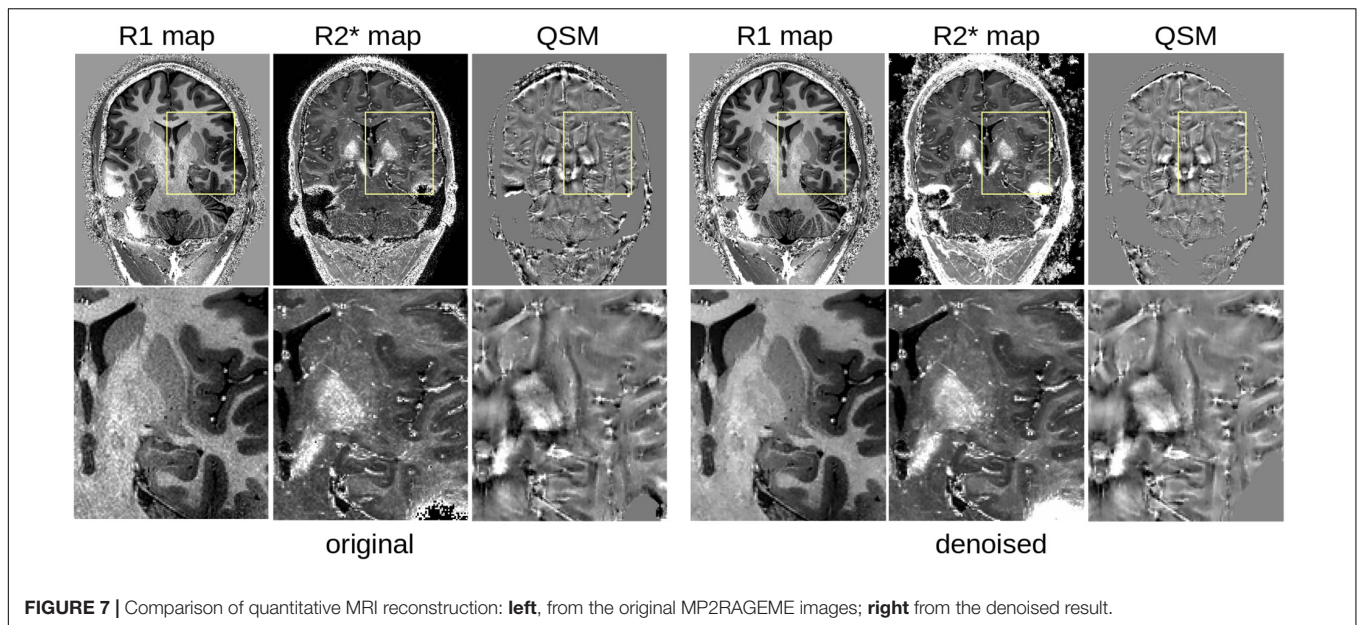 R1 map R2* map QSM R1 map R2* map QSM
original denoised
FIGURE 7 | Comparison of quantitative MRI reconstruction: left, from the original MP2RAGEME images; right from the denoised result.